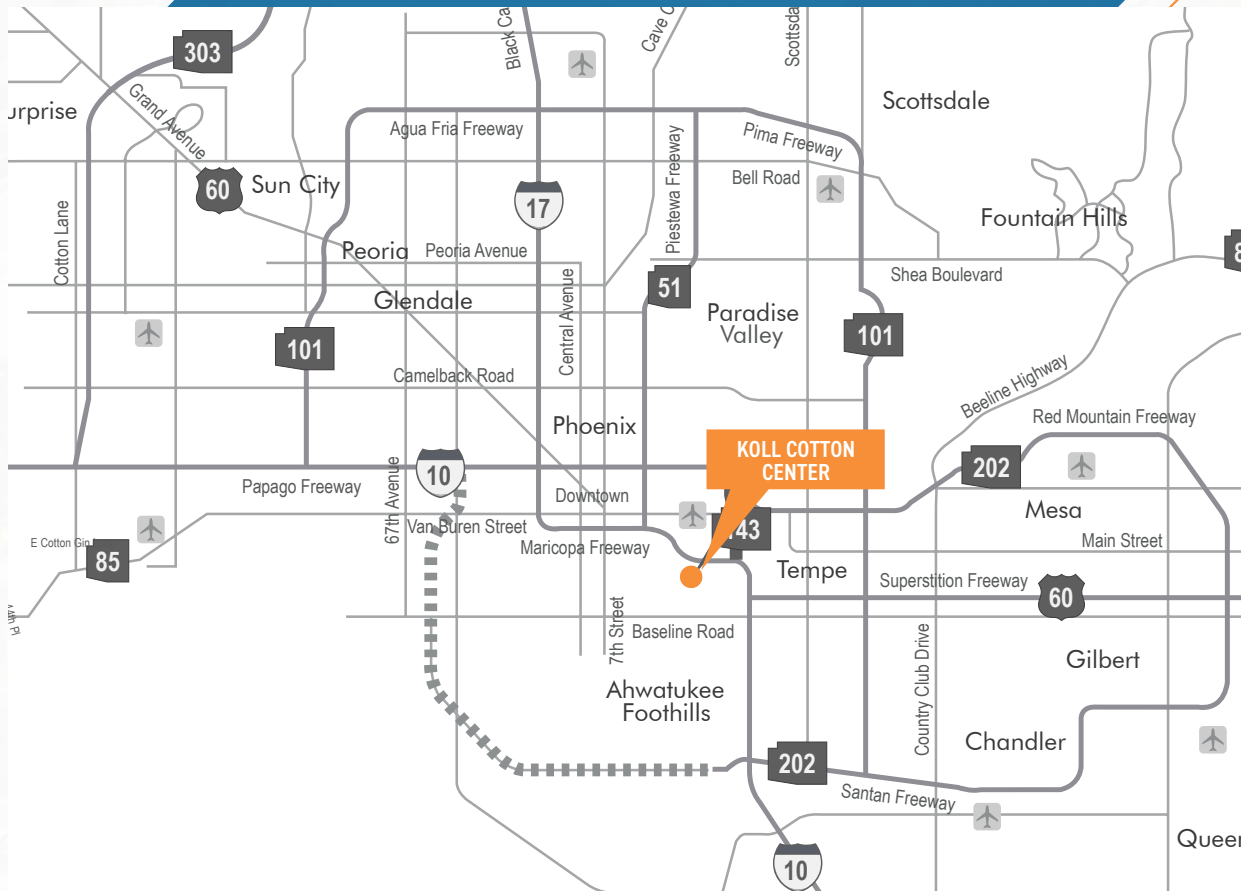 303
Black Ca
Cave C
Scottsda
urprise
Grand Avenue
Agua Fria Freeway
Piestewa Freeway
Pima Freeway
Scottsdale
60
Sun City
17
Bell Road
Cotton Lane
Fountain Hills
Peoria
Peoria Avenue
Shea Boulevard
8
51
Glendale
Central Avenue
Paradise
Valley
101
101
Camelback Road
Beeline Highway
Phoenix
Red Mountain Freeway
KOLL COTTON
CENTER
10
202
Papago Freeway
67th Avenue
Downtown
Mesa
Van Buren Street
143
Maricopa Freeway
Main Street
E Cotton Gin
85
Tempe
Superstition Freeway
60
7th Street
Baseline Road
Country Club Drive
Gilbert
Ahwatukee
Foothills
Chandler
202
Santan Freeway
Queen
10